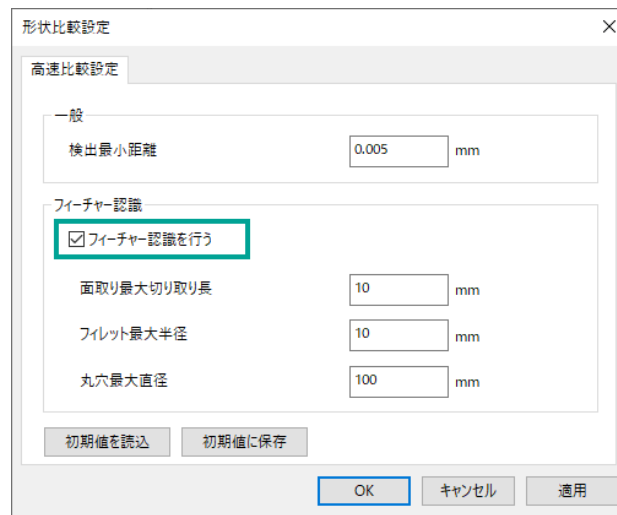 形状比較設定
高速比較設定
一般
検出最小距離 0.005 mm
フィーチャー認識
フィーチャー認識を行う
面取り最大切り取り長 10 mm
フィレット最大半径 10 mm
丸穴最大直径 100 mm
初期値を読込 初期値に保存
OK キャンセル 適用